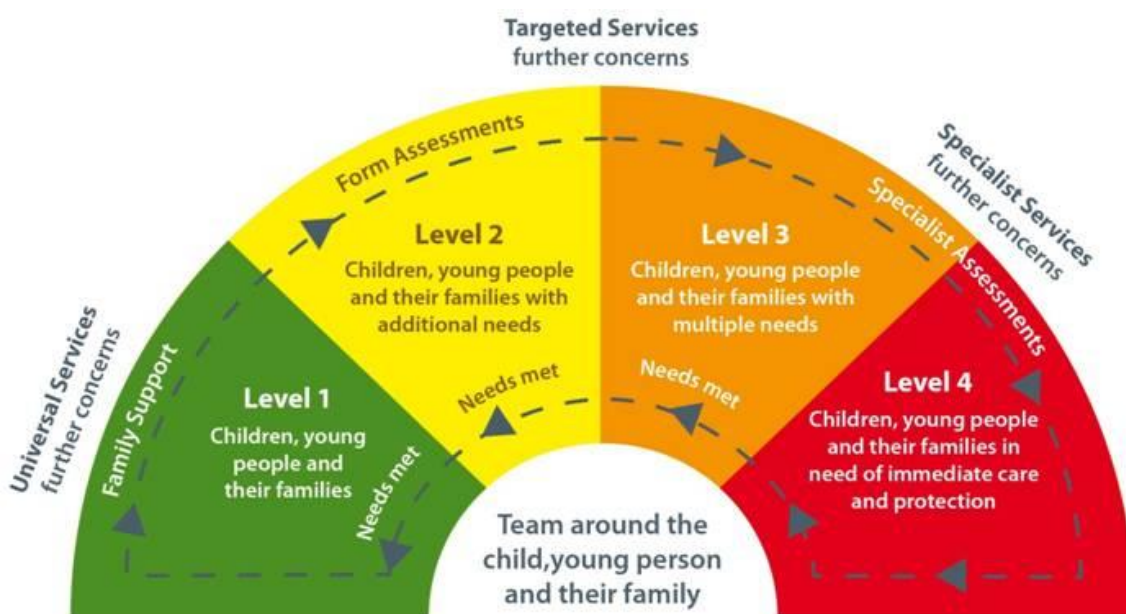 Targeted Services
further concerns
Universal Services
further concerns
Specialist Services
further concerns
Family Support
Form Assessments
Specialist Assessments
Level 1
Children, young
people and
their families
Needs met
Level 2
Children, young people
and their families with
additional needs
Needs met
Level 3
Children, young people
and their families with
multiple needs
Needs met
Level 4
Children, young people
and their families in
need of immediate care
and protection
Team around the
child,young person
and their family